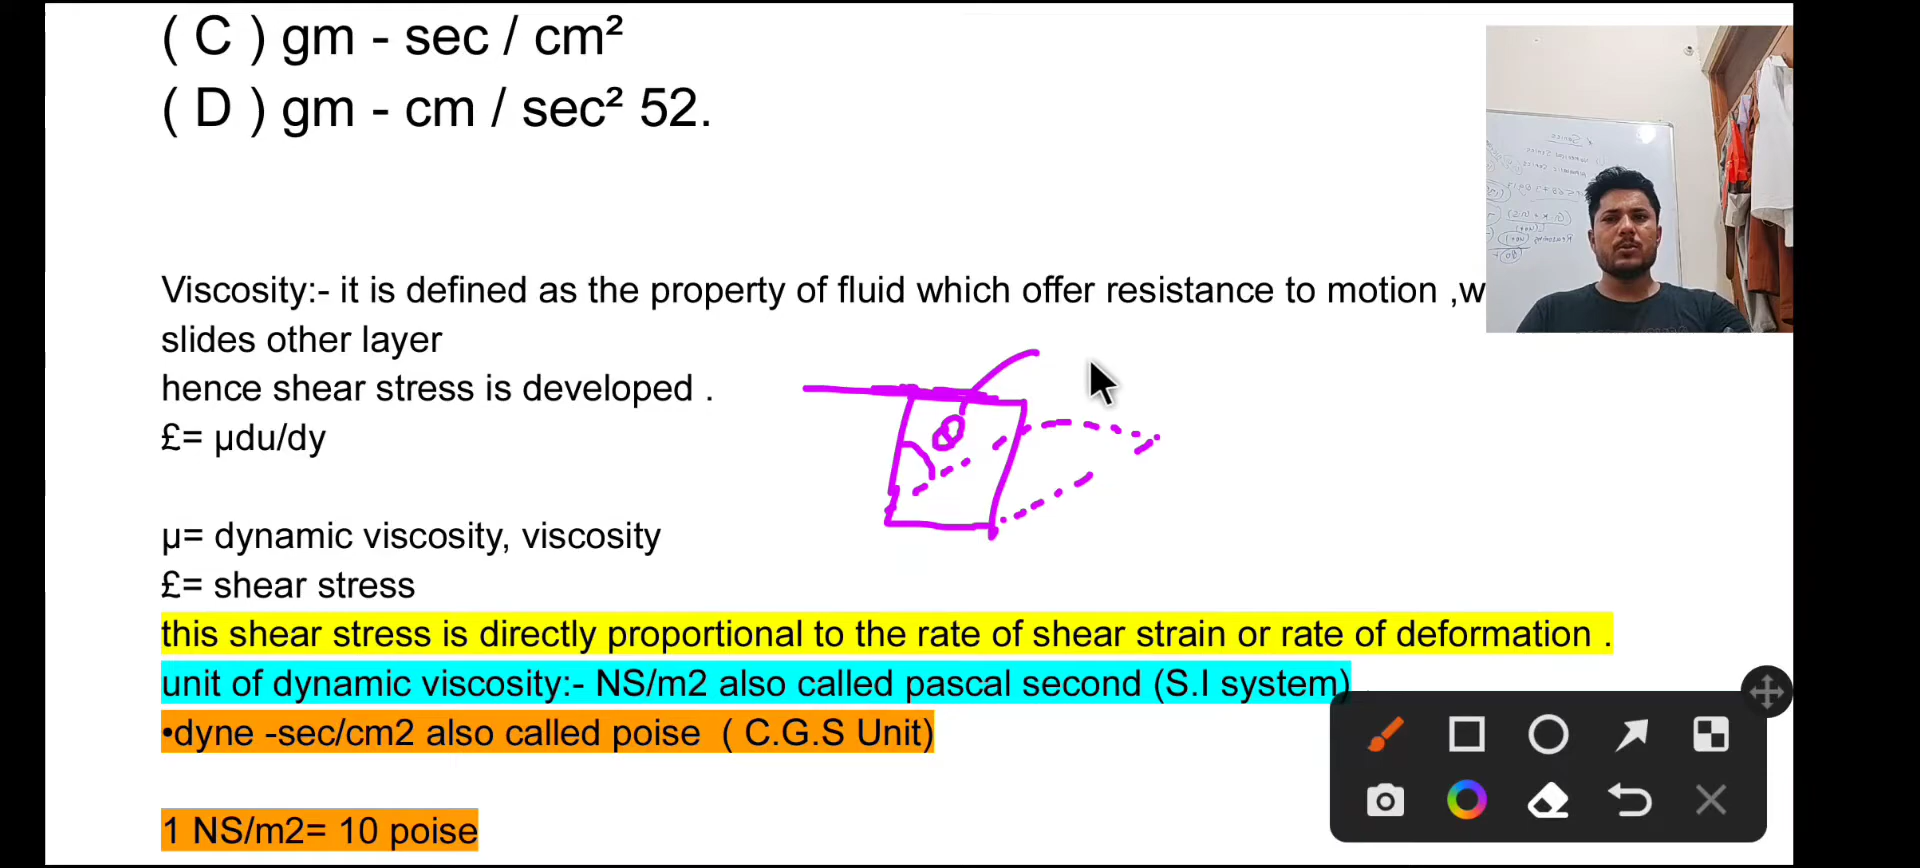 ( C ) gm - sec / cm²
( D ) gm - cm / sec² 52.
Viscosity:- it is defined as the property of fluid which offer resistance to motion ,w
slides other layer
hence shear stress is developed .
£= µdu/dy
µ= dynamic viscosity, viscosity
£= shear stress
this shear stress is directly proportional to the rate of shear strain or rate of deformation .
unit of dynamic viscosity:- NS/m2 also called pascal second (S.I system)
•dyne -sec/cm2 also called poise ( C.G.S Unit)
1 NS/m2= 10 poise